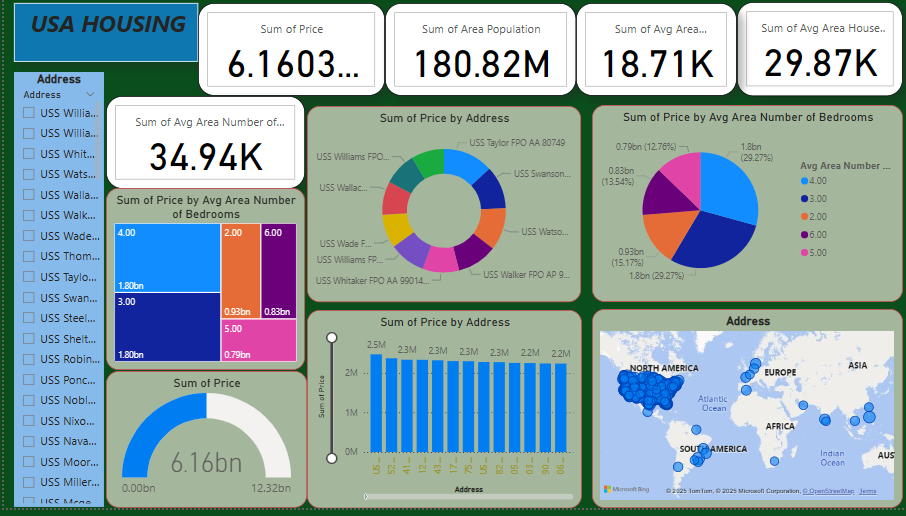 USA HOUSING
Sum of Price
6.1603...
Sum of Area Population
180.82M
Sum of Avg Area...
18.71K
Sum of Avg Area House..
29.87K
Address
Address
USS Willia...
USS Willia...
USS Whit...
USS Wats...
USS Walla...
USS Walk...
USS Wade...
USS Thom...
USS Taylo...
USS Swan...
USS Steel...
USS Shelt...
USS Robin...
USS Ponc...
USS Nobl...
USS Nixo...
USS Nava...
USS Moor...
USS Miller...
Sum of Avg Area Number of...
34.94K
Sum of Price by Avg Area Number
of Bedrooms
4.00
1.80bn
3.00
1.80bn
2.00
0.93bn
6.00
0.83bn
5.00
0.79bn
Sum of Price
6.16bn
0.00bn
12.32bn
Sum of Price by Address
USS Taylor FPO AA 80749
USS Swanson...
USS Watso...
USS Walker FPO AP 9...
USS Whitaker FPO AA 99014...
USS Williams FP...
USS Wade F...
USS Wallac...
USS Williams FPO...
Sum of Price by Avg Area Number of Bedrooms
1.8bn
(29.27%)
1.8bn (29.27%)
0.93bn
(15.17%)
0.83bn
(13.54%)
0.79bn (12.76%)
Avg Area Number ...
4.00
3.00
2.00
6.00
5.00
Sum of Price by Address
Sum of Price
2M
1M
0M
2.5M
2.3M
2.3M
2.3M
2.3M
2.2M
2.2M
US...
52...
41...
12...
43...
17...
75...
US...
82...
05...
03...
90...
06...
Address
Address
NORTH AMERICA
EUROPE
ASIA
Atlantic
Ocean
AFRICA
SOUTH AMERICA
Indian
Ocean
AUS
Microsoft Bing
© 2025 TomTom, © 2025 Microsoft Corporation, © OpenStreetMap Terms